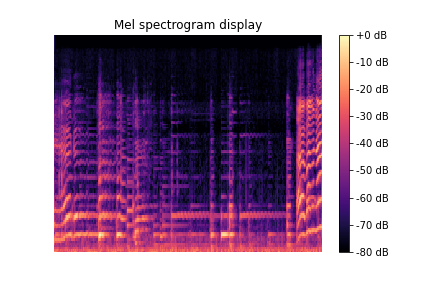 Mel spectrogram display
+0 dB
-10 dB
-20 dB
-30 dB
-40 dB
-50 dB
-60 dB
-70 dB
-80 dB